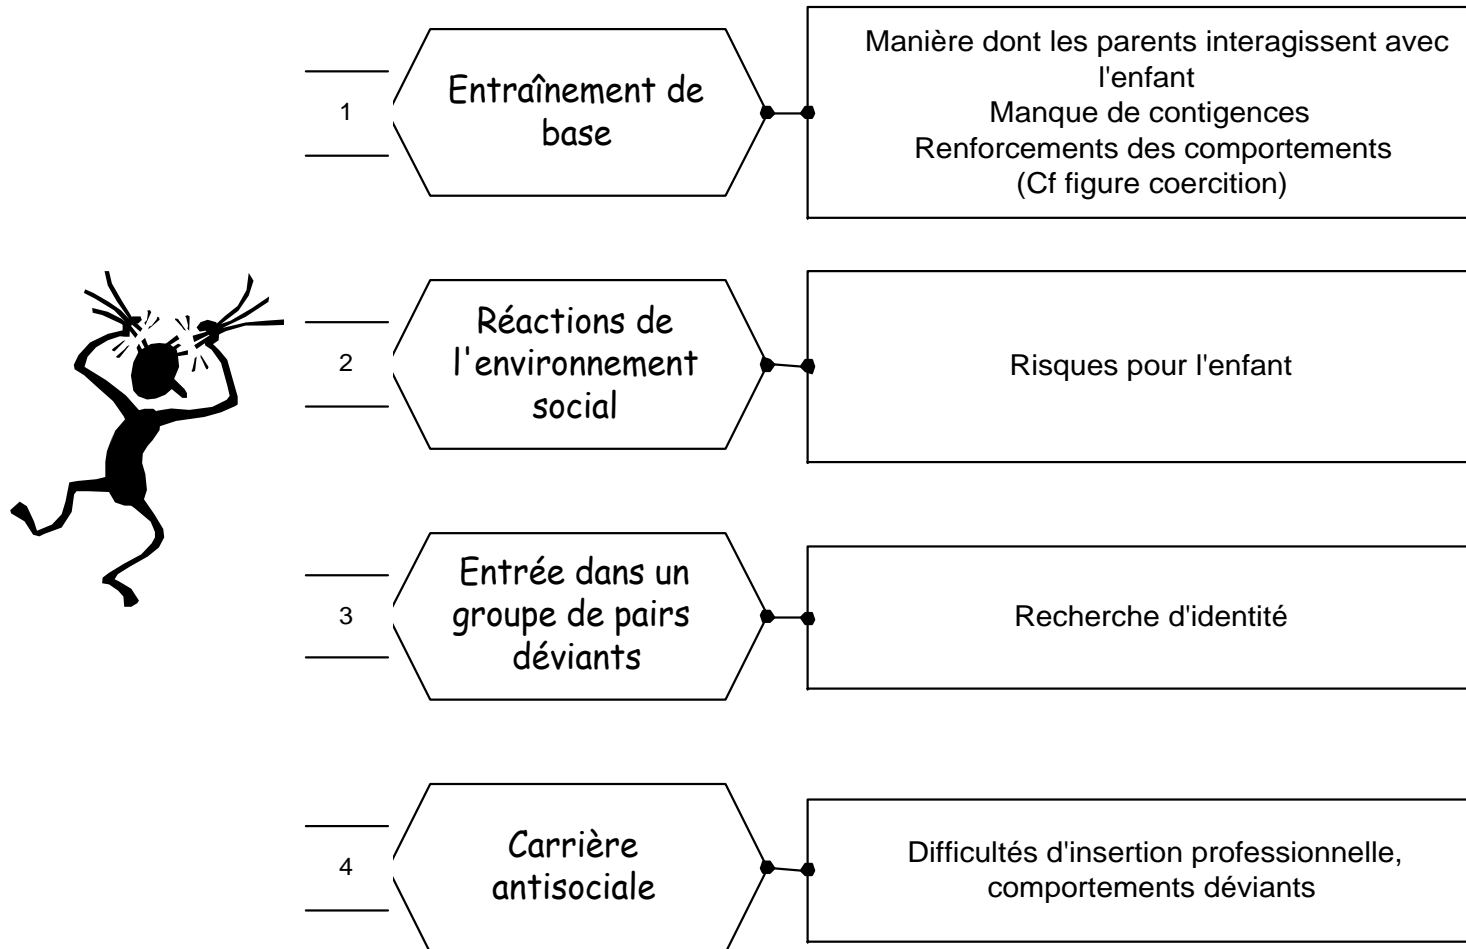 1
Entraînement de
base
Manière dont les parents interagissent avec
l'enfant
Manque de contigences
Renforcements des comportements
(Cf figure coercition)
2
Réactions de
l'environnement
social
Risques pour l'enfant
3
Entrée dans un
groupe de pairs
déviants
Recherche d'identité
4
Carrière
antisociale
Difficultés d'insertion professionnelle,
comportements déviants